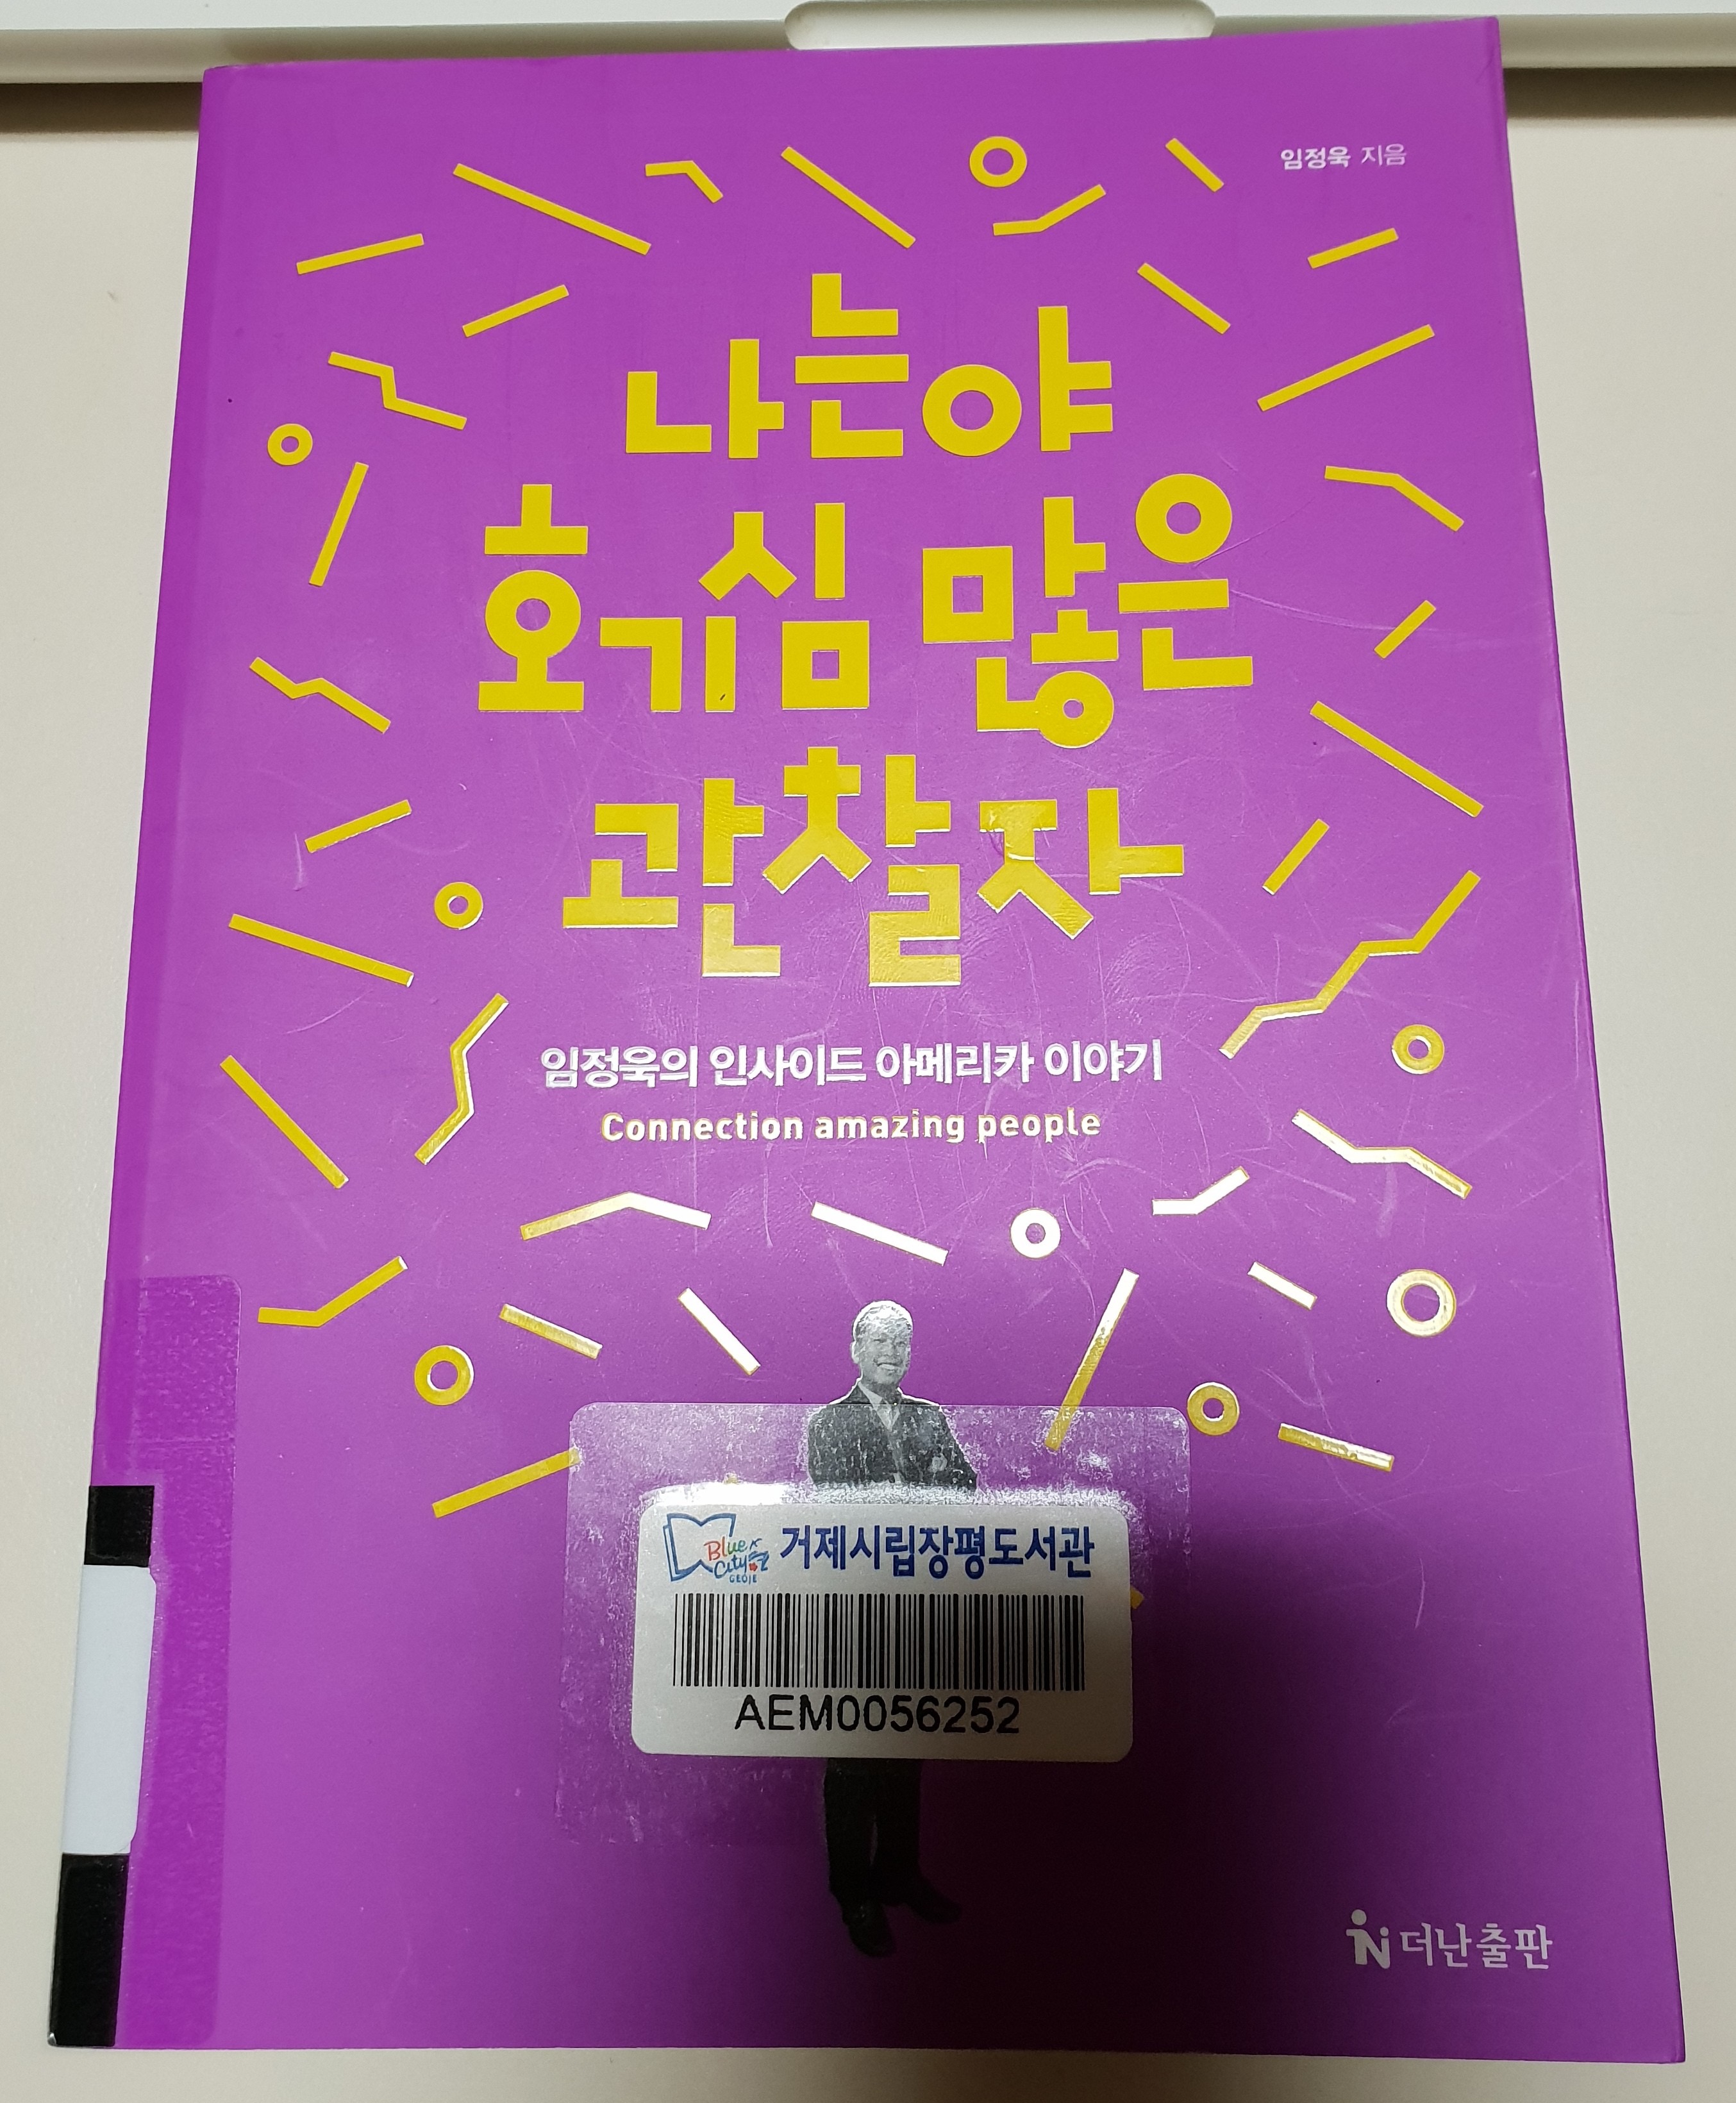 임정욱 지음
나는야
호기심 많은
관찰자
임정욱의 인사이드 아메리카 이야기
Connection amazing people
Blue City GEOJE
거제시립장평도서관
AEM0056252
더난출판